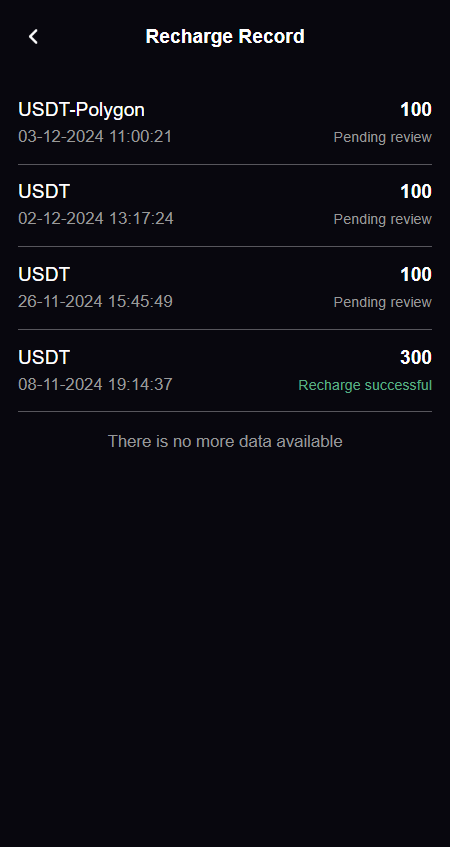 Recharge Record
USDT-Polygon 100
03-12-2024 11:00:21 Pending review
USDT 100
02-12-2024 13:17:24 Pending review
USDT 100
26-11-2024 15:45:49 Pending review
USDT 300
08-11-2024 19:14:37 Recharge successful
There is no more data available